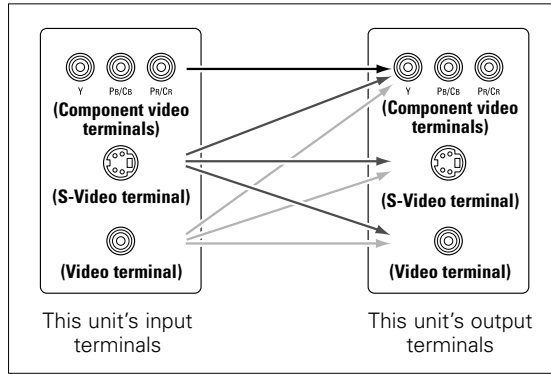 Y PB/CB PR/CR
(Component video
terminals)
(S-Video terminal)
(Video terminal)
This unit's input
terminals
Y PB/CB PR/CR
(Component video
terminals)
(S-Video terminal)
(Video terminal)
This unit's output
terminals